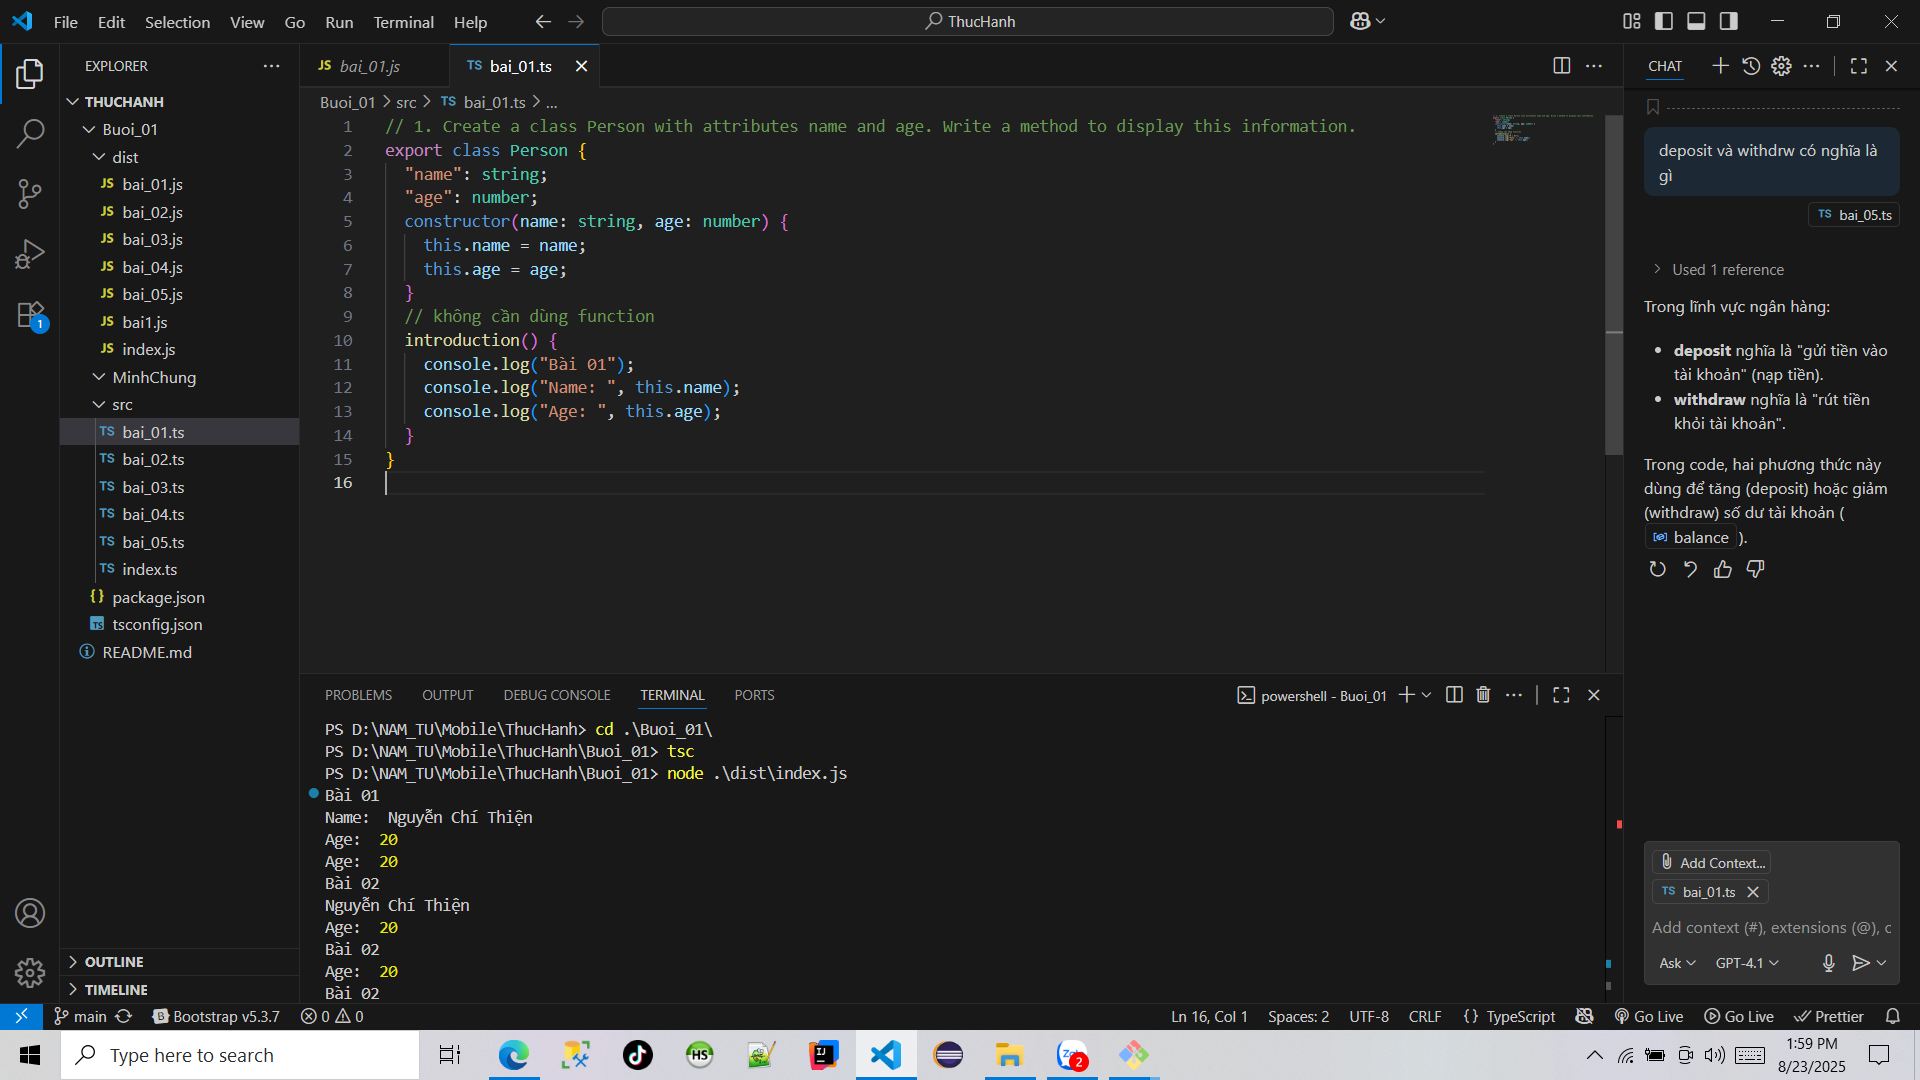 File Edit Selection View Go Run Terminal Help
ThucHanh
EXPLORER
THUCHANH
Buoi_01
dist
JS bai_01.js
JS bai_02.js
JS bai_03.js
JS bai_04.js
JS bai_05.js
JS bai1.js
JS index.js
MinhChung
src
TS bai_01.ts
TS bai_02.ts
TS bai_03.ts
TS bai_04.ts
TS bai_05.ts
TS index.ts
{} package.json
TS tsconfig.json
README.md
OUTLINE
TIMELINE
1
JS bai_01.js
TS bai_01.ts
Buoi_01 > src > TS bai_01.ts > ...
1 // 1. Create a class Person with attributes name and age. Write a method to display this information.
2 export class Person {
3 "name": string;
4 "age": number;
5 constructor(name: string, age: number) {
6 this.name = name;
7 this.age = age;
8 }
9 // không cần dùng function
10 introduction() {
11 console.log("Bài 01");
12 console.log("Name: ", this.name);
13 console.log("Age: ", this.age);
14 }
15 }
16
PROBLEMS OUTPUT DEBUG CONSOLE TERMINAL PORTS
powershell - Buoi_01
PS D:\NAM_TU\Mobile\ThucHanh> cd .\Buoi_01\
PS D:\NAM_TU\Mobile\ThucHanh\Buoi_01> tsc
PS D:\NAM_TU\Mobile\ThucHanh\Buoi_01> node .\dist\index.js
Bài 01
Name:  Nguyễn Chí Thiện
Age:  20
Age:  20
Bài 02
Nguyễn Chí Thiện
Age:  20
Bài 02
Age:  20
Bài 02
CHAT
deposit và withdrw có nghĩa là
gì
TS bai_05.ts
Used 1 reference
Trong lĩnh vực ngân hàng:
• deposit nghĩa là "gửi tiền vào
tài khoản" (nạp tiền).
• withdraw nghĩa là "rút tiền
khỏi tài khoản".
Trong code, hai phương thức này
dùng để tăng (deposit) hoặc giảm
(withdraw) số dư tài khoản (
balance ).
Add Context...
TS bai_01.ts
Add context (#), extensions (@), c
Ask GPT-4.1
main Bootstrap v5.3.7 0 0
Ln 16, Col 1 Spaces: 2 UTF-8 CRLF {} TypeScript Go Live Go Live Prettier
Type here to search
HS
IJ
2
1:59 PM
8/23/2025